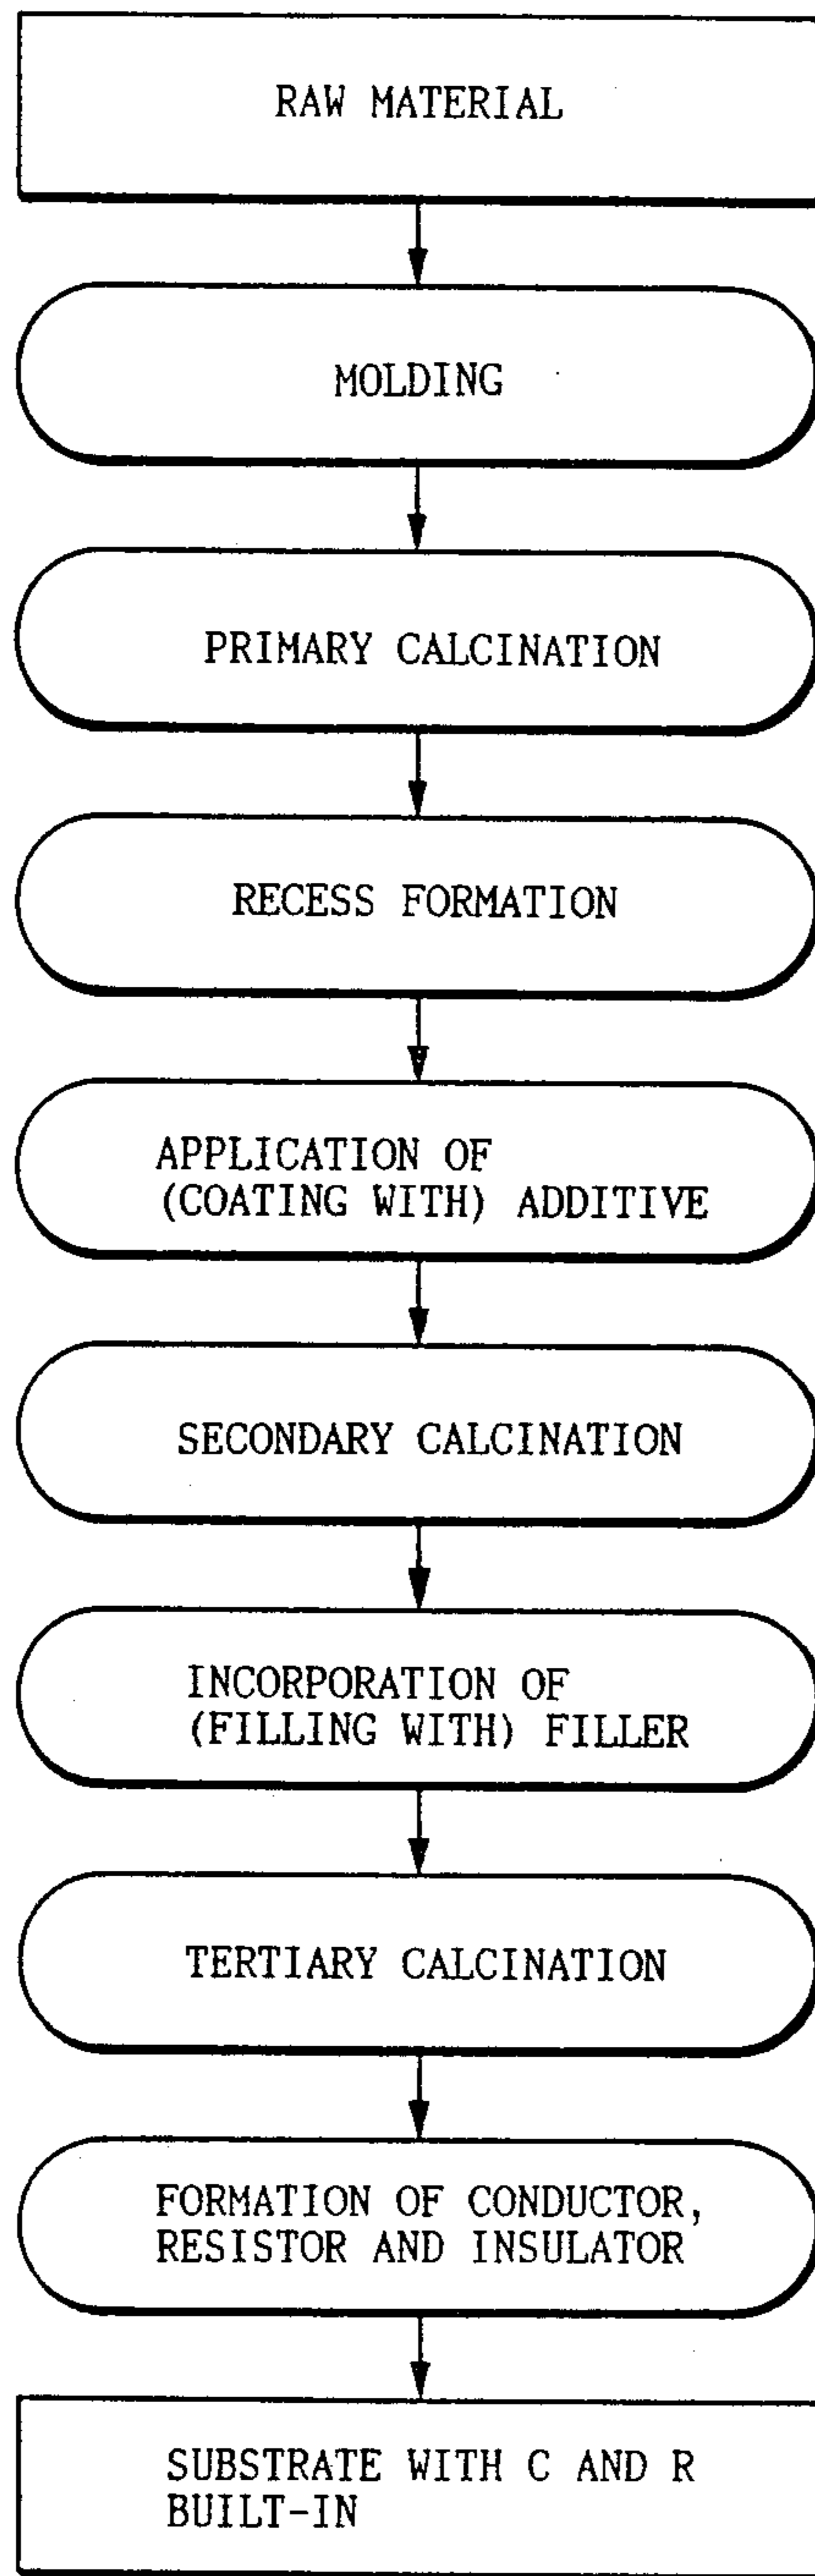 RAW MATERIAL
MOLDING
PRIMARY CALCINATION
RECESS FORMATION
APPLICATION OF
(COATING WITH) ADDITIVE
SECONDARY CALCINATION
INCORPORATION OF
(FILLING WITH) FILLER
TERTIARY CALCINATION
FORMATION OF CONDUCTOR,
RESISTOR AND INSULATOR
SUBSTRATE WITH C AND R
BUILT-IN